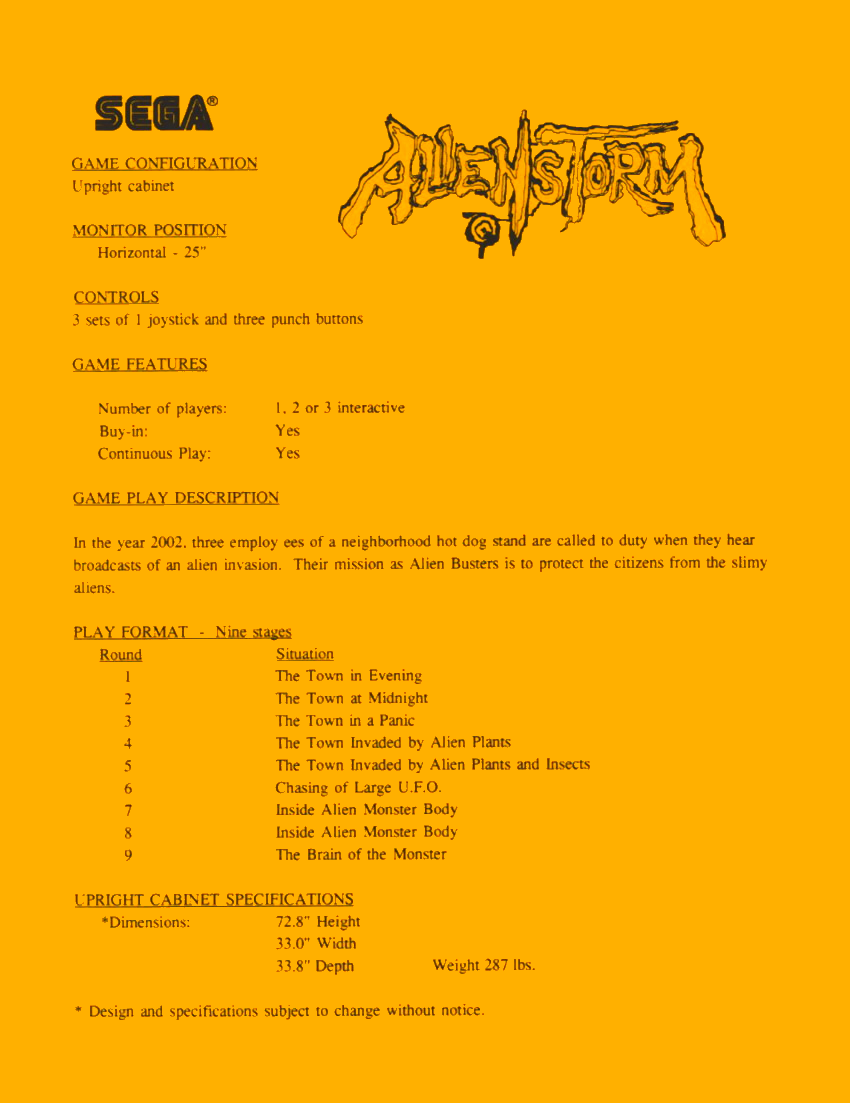 SEGA®
ALIEN STORM
GAME CONFIGURATION
Upright cabinet
MONITOR POSITION
Horizontal - 25"
CONTROLS
3 sets of 1 joystick and three punch buttons
GAME FEATURES
Number of players: 1, 2 or 3 interactive
Buy-in: Yes
Continuous Play: Yes
GAME PLAY DESCRIPTION
In the year 2002, three employ ees of a neighborhood hot dog stand are called to duty when they hear
broadcasts of an alien invasion. Their mission as Alien Busters is to protect the citizens from the slimy
aliens.
PLAY FORMAT - Nine stages
Round Situation
1 The Town in Evening
2 The Town at Midnight
3 The Town in a Panic
4 The Town Invaded by Alien Plants
5 The Town Invaded by Alien Plants and Insects
6 Chasing of Large U.F.O.
7 Inside Alien Monster Body
8 Inside Alien Monster Body
9 The Brain of the Monster
UPRIGHT CABINET SPECIFICATIONS
*Dimensions: 72.8" Height
33.0" Width
33.8" Depth Weight 287 lbs.
* Design and specifications subject to change without notice.